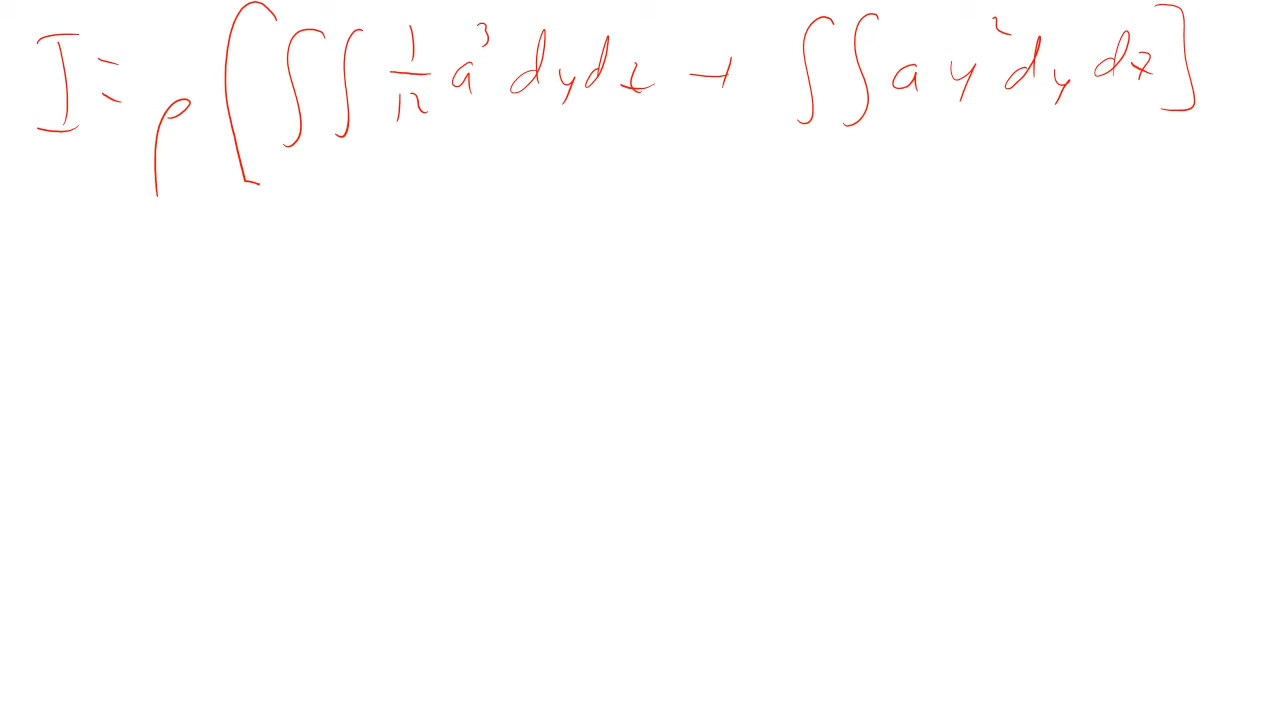 I = ρ [ ∫∫ 1/12 a³ dy dz + ∫∫ a y² dy dz ]